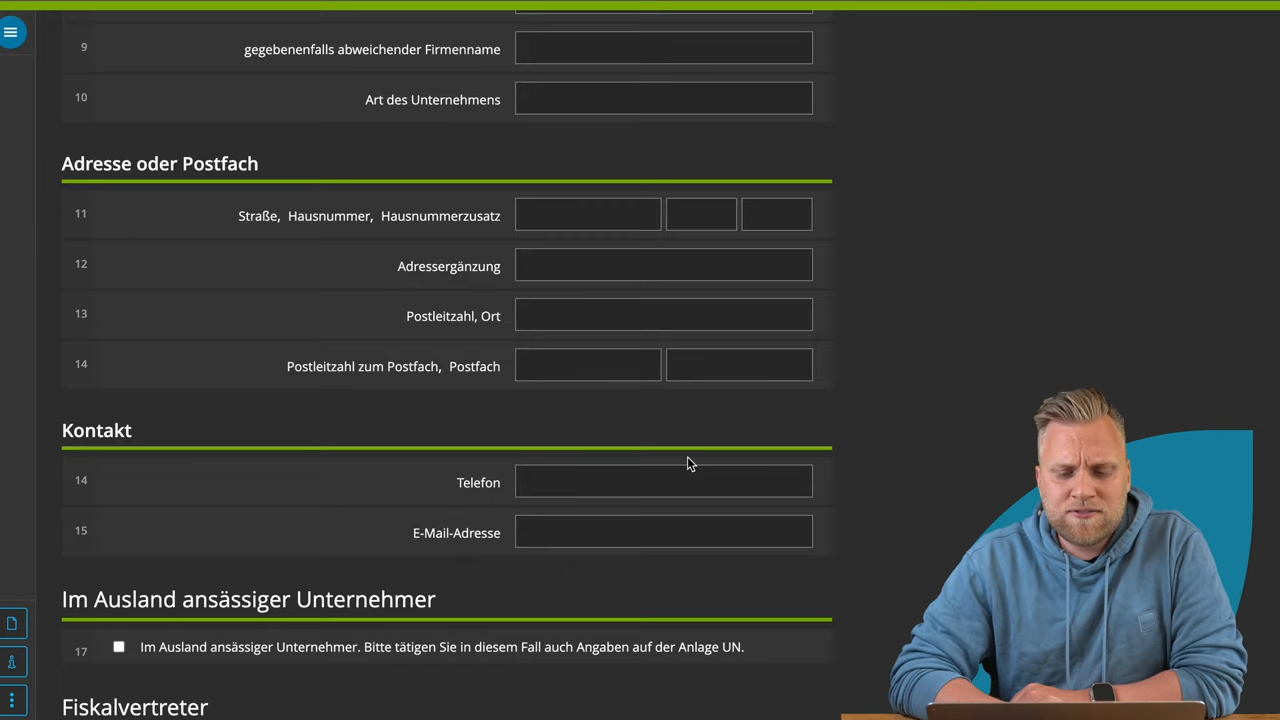 9 gegebenenfalls abweichender Firmenname
10 Art des Unternehmens
Adresse oder Postfach
11 Straße, Hausnummer, Hausnummerzusatz
12 Adressergänzung
13 Postleitzahl, Ort
14 Postleitzahl zum Postfach, Postfach
Kontakt
14 Telefon
15 E-Mail-Adresse
Im Ausland ansässiger Unternehmer
17 Im Ausland ansässiger Unternehmer. Bitte tätigen Sie in diesem Fall auch Angaben auf der Anlage UN.
Fiskalvertreter